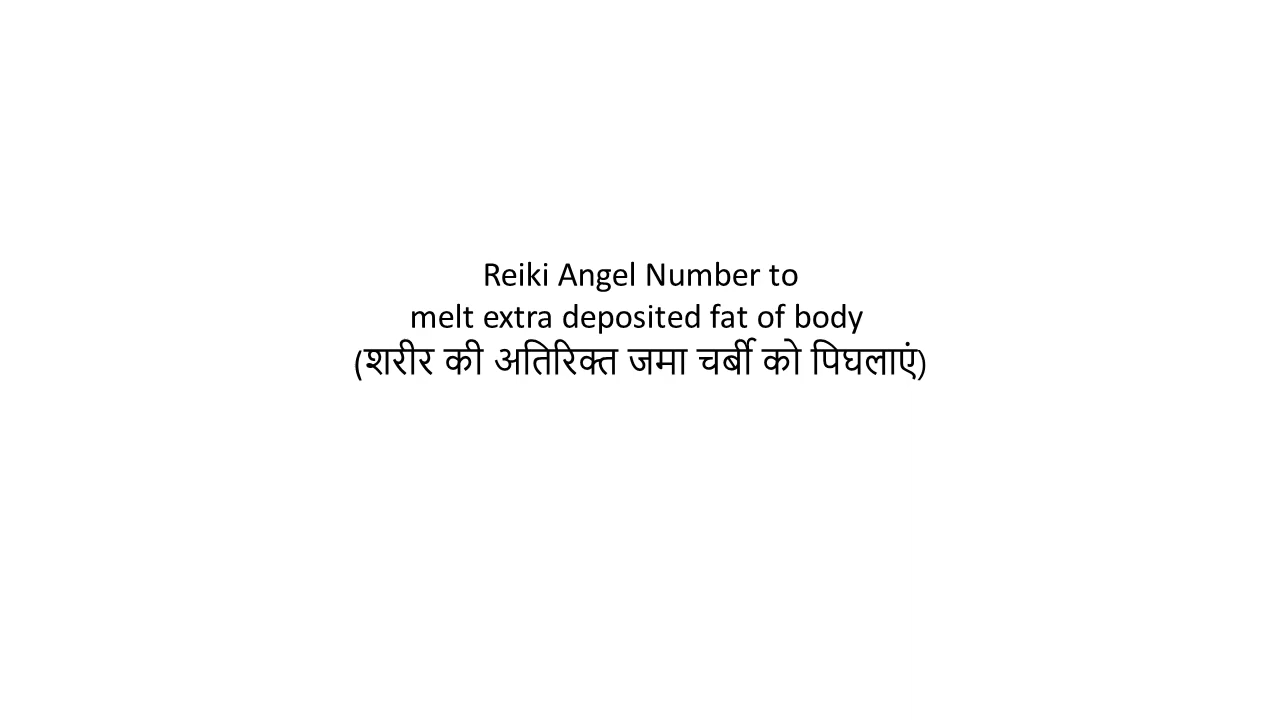 Reiki Angel Number to
melt extra deposited fat of body
(शरीर की अतिरिक्त जमा चर्बी को पिघलाएं)